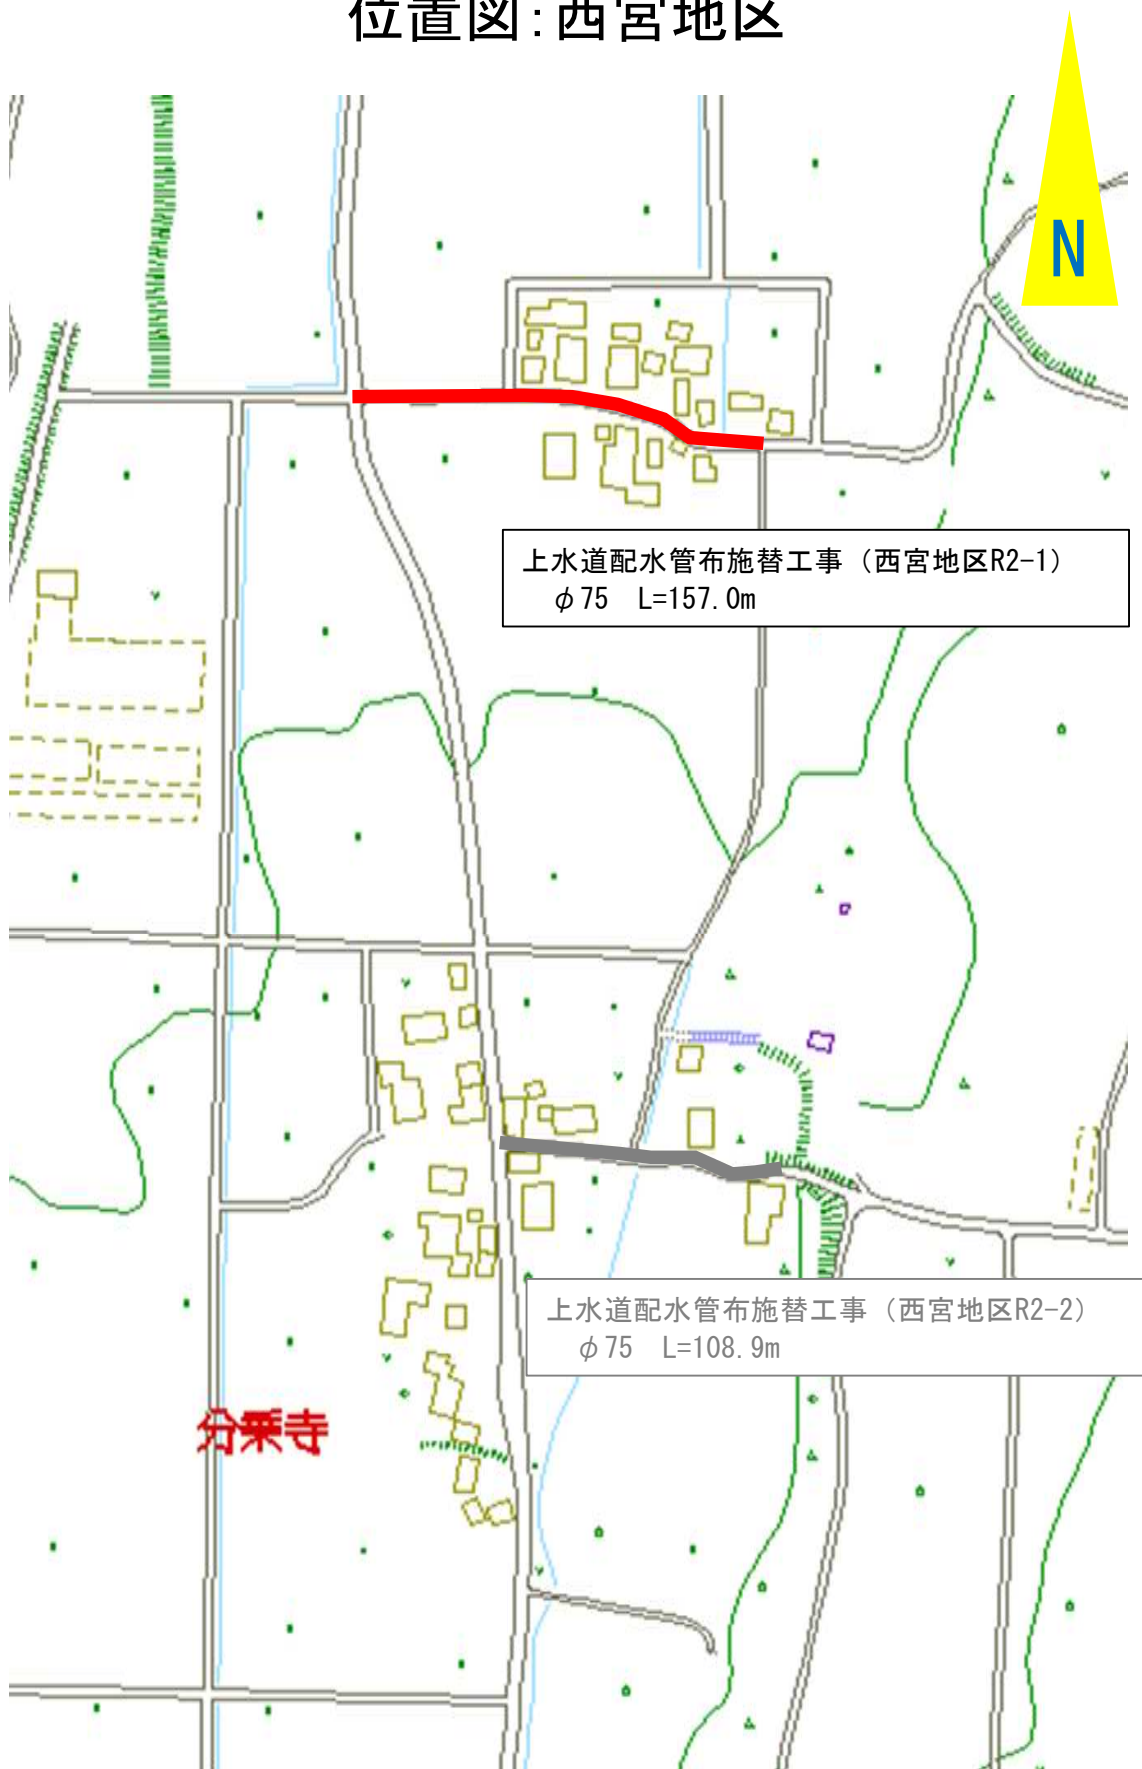 位置図:西宮地区
N
上水道配水管布施替工事（西宮地区R2-1）
φ75　L=157.0m
上水道配水管布施替工事（西宮地区R2-2）
φ75　L=108.9m
分乗寺